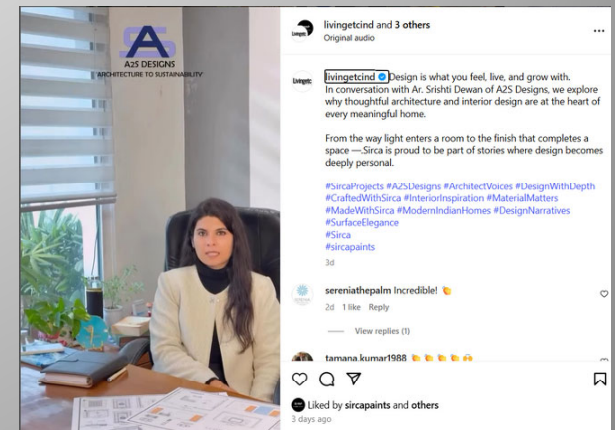 A2S DESIGNS
ARCHITECTURE TO SUSTAINABILITY
livingetcind and 3 others
Original audio
livingetcind Design is what you feel, live, and grow with.
In conversation with Ar. Srishti Dewan of A2S Designs, we explore
why thoughtful architecture and interior design are at the heart of
every meaningful home.
From the way light enters a room to the finish that completes a
space —.Sirca is proud to be part of stories where design becomes
deeply personal.
#SircaProjects #A2SDesigns #ArchitectVoices #DesignWithDepth
#CraftedWithSirca #InteriorInspiration #MaterialMatters
#MadeWithSirca #ModernIndianHomes #DesignNarratives
#SurfaceElegance
#Sirca
#sircapaints
3d
sereniathepalm Incredible! 👏
2d 1 like Reply
View replies (1)
tamana.kumar1988
Liked by sircapaints and others
3 days ago